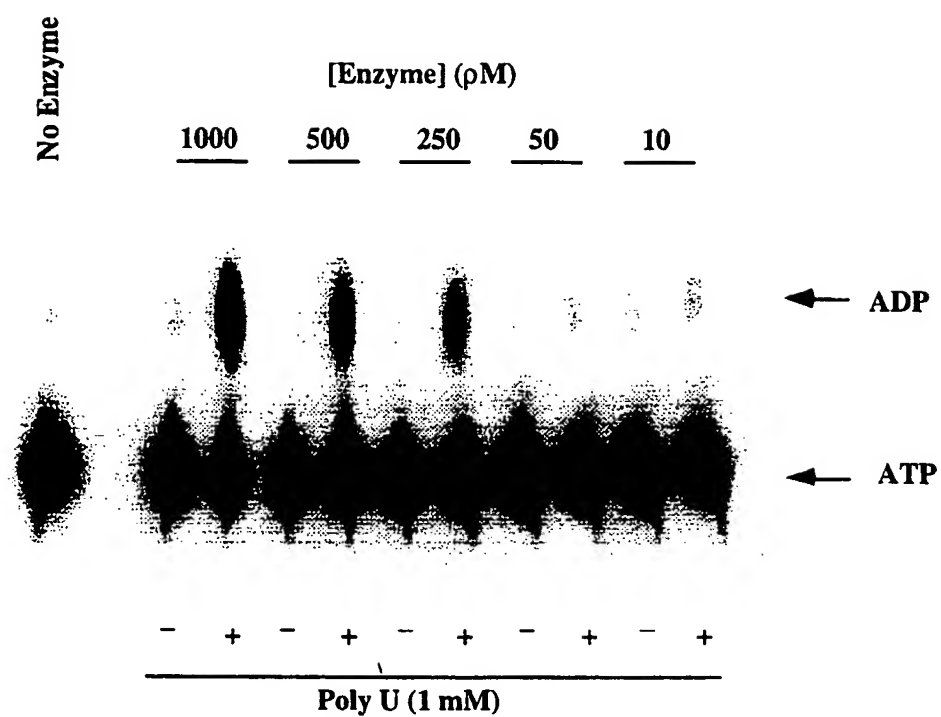 No Enzyme
[Enzyme] (ρM)
1000 500 250 50 10
ADP
ATP
− + − + − + − + − +
Poly U (1 mM)